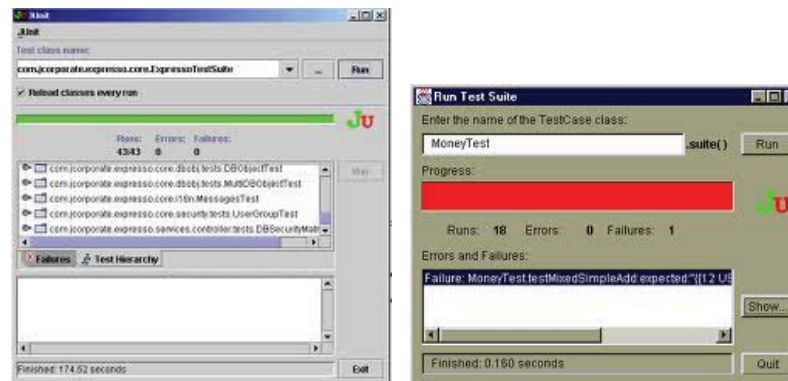 JUnit
JUnit
Test class name:
com.jcorporate.expresso.core.ExpressoTestSuite
...
Run
Reload classes every run
JU
Runs: Errors: Failures:
43/43 0 0
com.jcorporate.expresso.core.dbobj.tests.DBObjectTest
com.jcorporate.expresso.core.dbobj.tests.MultiDBObjectTest
com.jcorporate.expresso.core.i18n.MessagesTest
com.jcorporate.expresso.core.security.tests.UserGroupTest
com.jcorporate.expresso.services.controller.tests.DBSecurityMatr
Run
Failures
Test Hierarchy
Finished: 174.52 seconds
Exit
Run Test Suite
Enter the name of the TestCase class:
MoneyTest
.suite()
Run
Progress:
JU
Runs: 18 Errors: 0 Failures: 1
Errors and Failures:
Failure: MoneyTest.testMixedSimpleAdd:expected:"{[12 US
Show...
Finished: 0.160 seconds
Quit